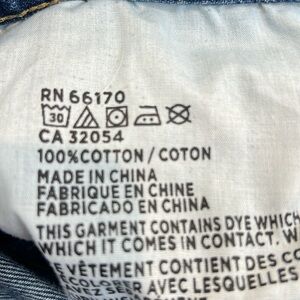 RN 66170
30
CA 32054
100% COTTON / COTON
MADE IN CHINA
FABRIQUE EN CHINE
FABRICADO EN CHINA
THIS GARMENT CONTAINS DYE WHICH
WHICH IT COMES IN CONTACT. W
VÊTEMENT CONTIENT DES CO
AVEC LESQUELLES